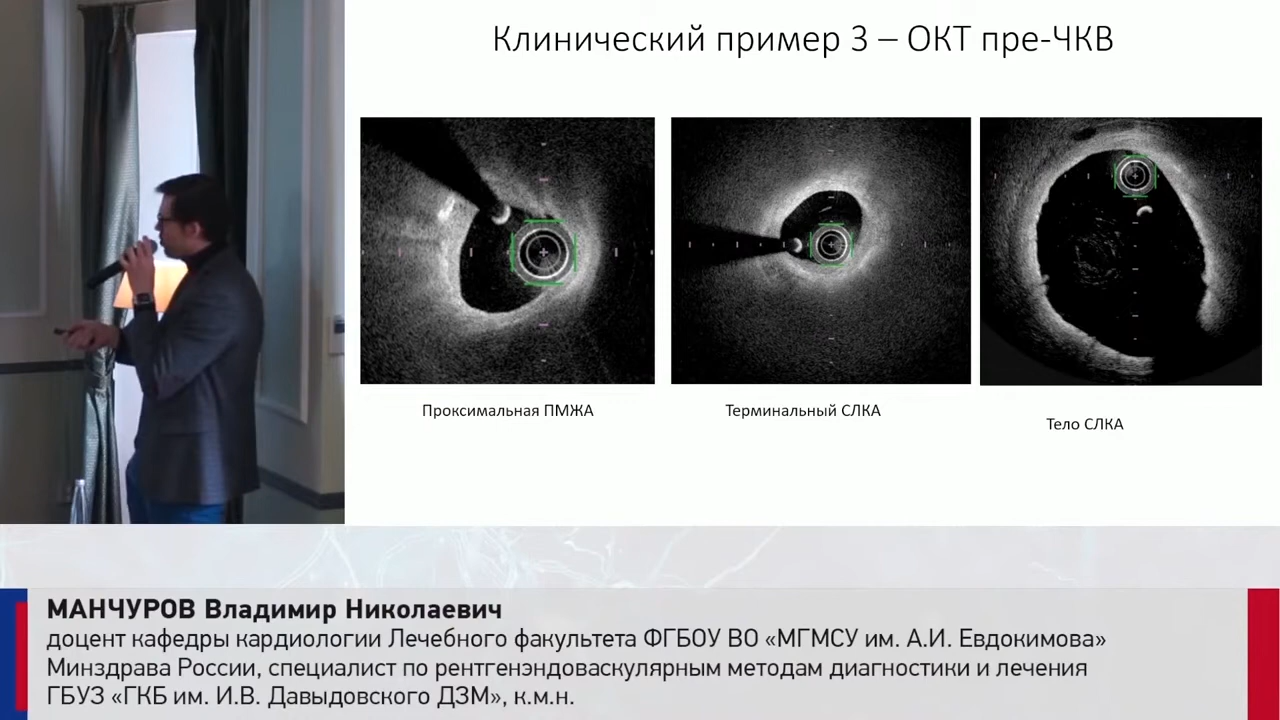 Клинический пример 3 – ОКТ пре-ЧКВ
Проксимальная ПМЖА
Терминальный СЛКА
Тело СЛКА
МАНЧУРОВ Владимир Николаевич
доцент кафедры кардиологии Лечебного факультета ФГБОУ ВО «МГМСУ им. А.И. Евдокимова»
Минздрава России, специалист по рентгенэндоваскулярным методам диагностики и лечения
ГБУЗ «ГКБ им. И.В. Давыдовского ДЗМ», к.м.н.